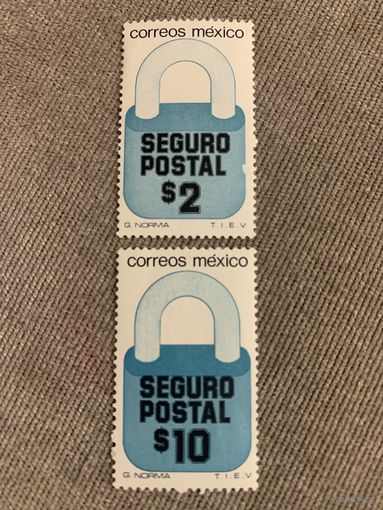 correos méxico
SEGURO
POSTAL
$2
G. NORMA T. I. E. V
correos méxico
SEGURO
POSTAL
$10
G. NORMA T. I. E. V